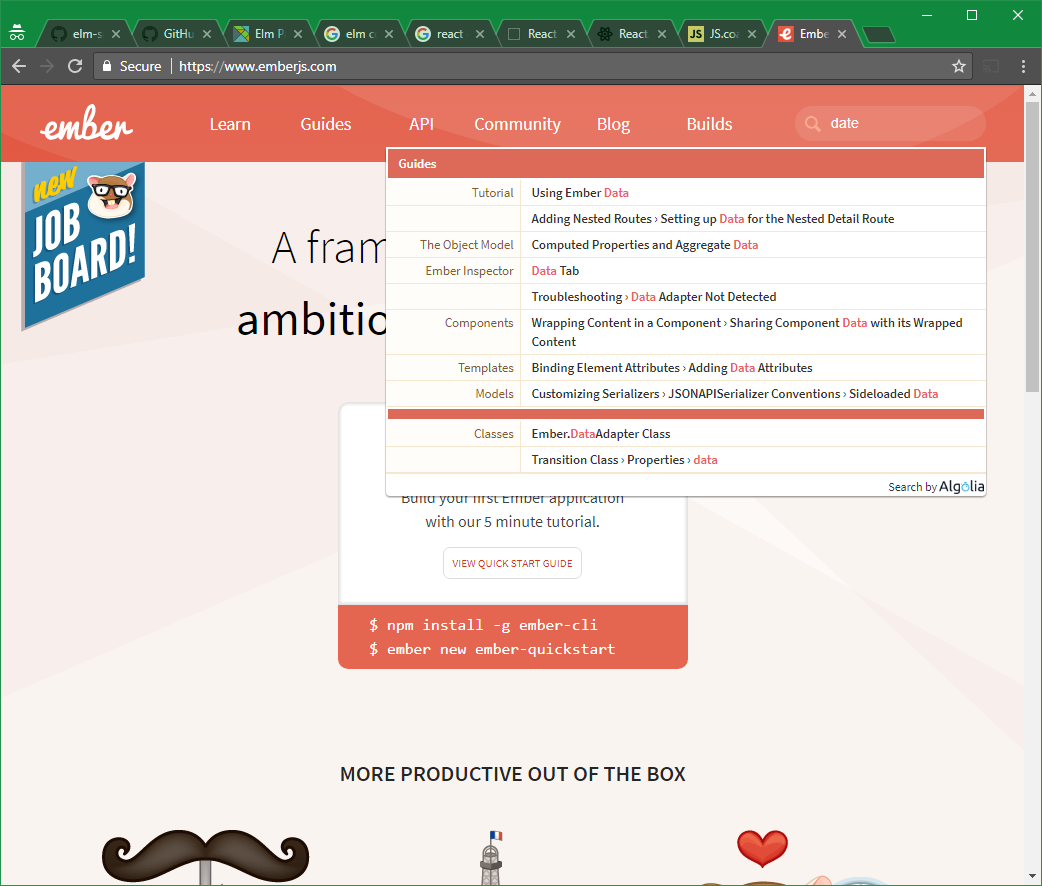 elm-s
GitHu
Elm P
elm c
react
React
React
JS.co
Embe
Secure
https://www.emberjs.com
ember
Learn
Guides
API
Community
Blog
Builds
date
new
JOB
BOARD!
Guides
Tutorial
Using Ember Data
Adding Nested Routes › Setting up Data for the Nested Detail Route
The Object Model
Computed Properties and Aggregate Data
Ember Inspector
Data Tab
Troubleshooting › Data Adapter Not Detected
Components
Wrapping Content in a Component › Sharing Component Data with its Wrapped
Content
Templates
Binding Element Attributes › Adding Data Attributes
Models
Customizing Serializers › JSONAPISerializer Conventions › Sideloaded Data
Classes
Ember.DataAdapter Class
Transition Class › Properties › data
Search by Algolia
A fram
ambitio
Build your first Ember application
with our 5 minute tutorial.
VIEW QUICK START GUIDE
$ npm install -g ember-cli
$ ember new ember-quickstart
MORE PRODUCTIVE OUT OF THE BOX